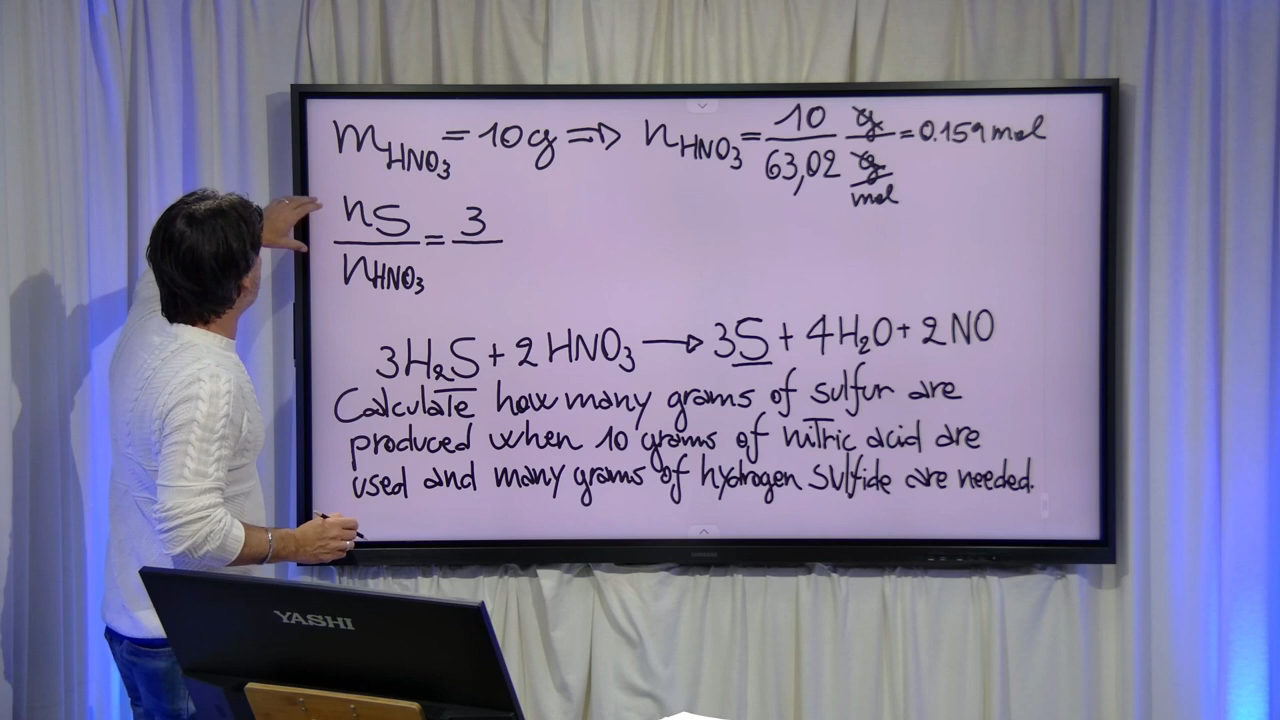 m_HNO₃ = 10g ⇒ n_HNO₃ = 10/63,02 g/(g/mol) = 0.159 mol
nS/nHNO₃ = 3/
3H₂S + 2HNO₃ → 3S + 4H₂O + 2NO
Calculate how many grams of sulfur are
produced when 10 grams of nitric acid are
used and many grams of hydrogen sulfide are needed.
SAMSUNG
YASHI